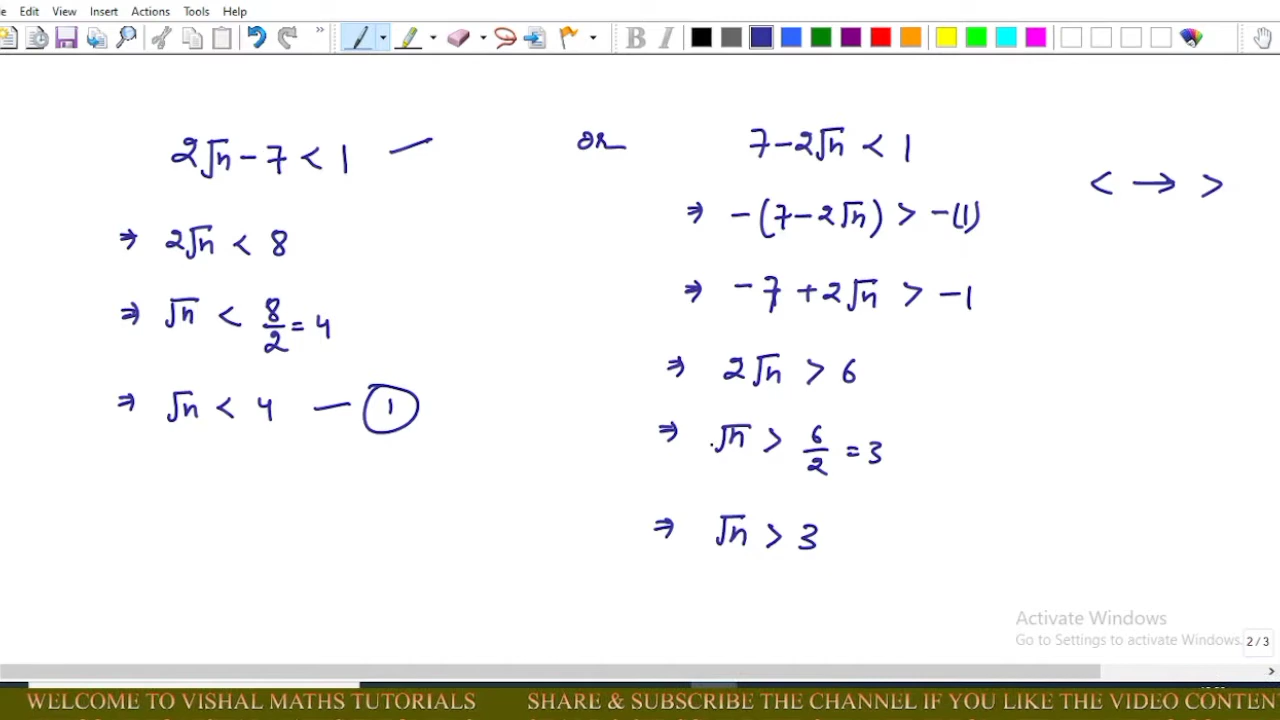 Edit View Insert Actions Tools Help
B I
2√n - 7 < 1 — or 7 - 2√n < 1
< → >
⇒ 2√n < 8
⇒ √n < 8/2 = 4
⇒ √n < 4 — ①
⇒ -(7 - 2√n) > -(1)
⇒ -7 + 2√n > -1
⇒ 2√n > 6
⇒ √n > 6/2 = 3
⇒ √n > 3
Activate Windows
Go to Settings to activate Windows.
2 / 3
WELCOME TO VISHAL MATHS TUTORIALS SHARE & SUBSCRIBE THE CHANNEL IF YOU LIKE THE VIDEO CONTEN